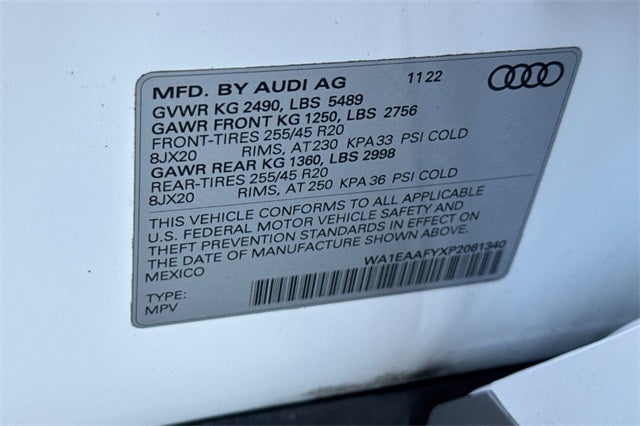 MFD. BY AUDI AG 11 22
GVWR KG 2490, LBS 5489
GAWR FRONT KG 1250, LBS 2756
FRONT-TIRES 255/45 R20
8JX20 RIMS, AT 230 KPA 33 PSI COLD
GAWR REAR KG 1360, LBS 2998
REAR-TIRES 255/45 R20
8JX20 RIMS, AT 250 KPA 36 PSI COLD
THIS VEHICLE CONFORMS TO ALL APPLICABLE
U.S. FEDERAL MOTOR VEHICLE SAFETY AND
THEFT PREVENTION STANDARDS IN EFFECT ON
THE DATE OF MANUFACTURE SHOWN ABOVE.
MEXICO WA1EAAFYXP2061340
TYPE:
MPV